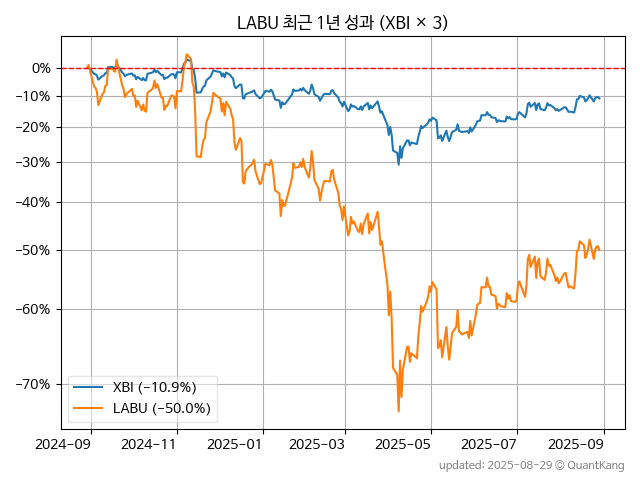 LABU 최근 1년 성과 (XBI × 3)
0%
−10%
−20%
−30%
−40%
−50%
−60%
−70%
XBI (−10.9%)
LABU (−50.0%)
2024-09 2024-11 2025-01 2025-03 2025-05 2025-07 2025-09
updated: 2025-08-29 © QuantKang